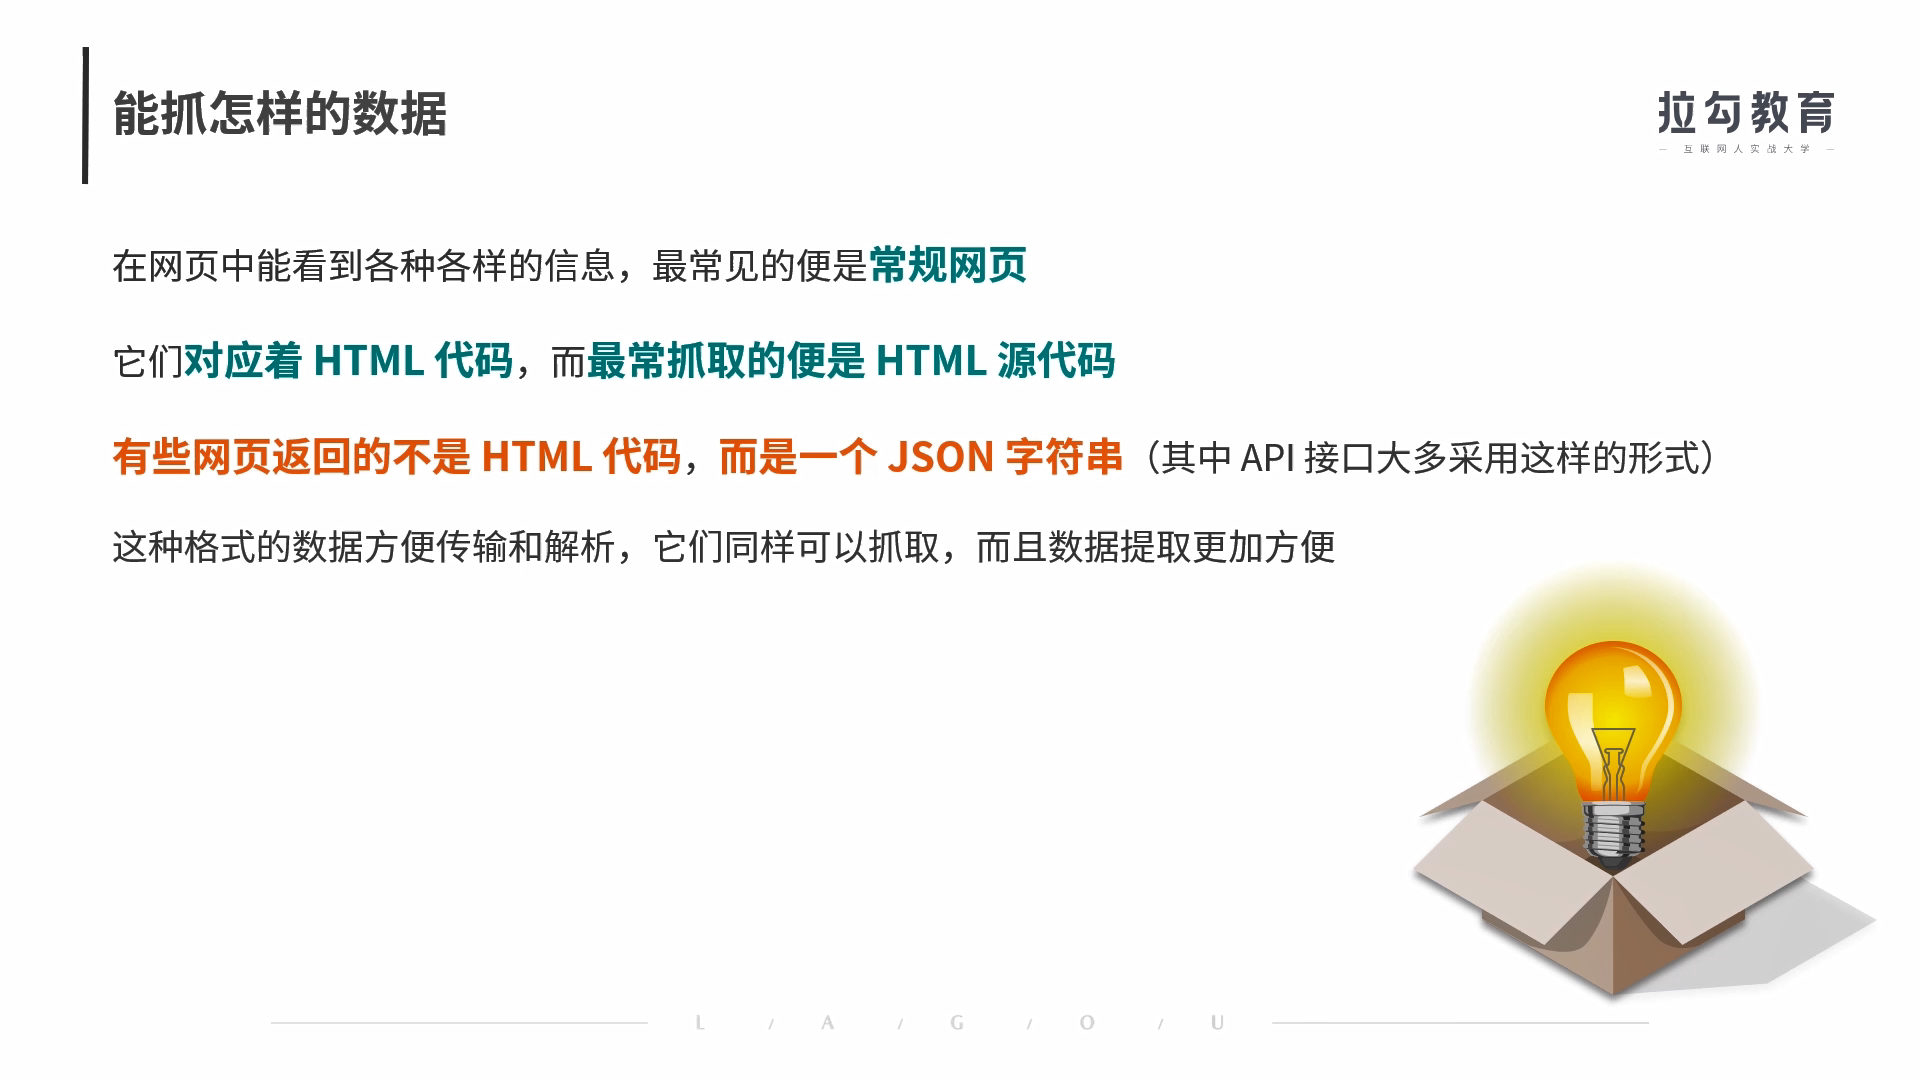 能抓怎样的数据
拉勾教育
— 互联网人实战大学 —
在网页中能看到各种各样的信息，最常见的便是常规网页
它们对应着 HTML 代码，而最常抓取的便是 HTML 源代码
有些网页返回的不是 HTML 代码，而是一个 JSON 字符串（其中 API 接口大多采用这样的形式）
这种格式的数据方便传输和解析，它们同样可以抓取，而且数据提取更加方便
L / A / G / O / U